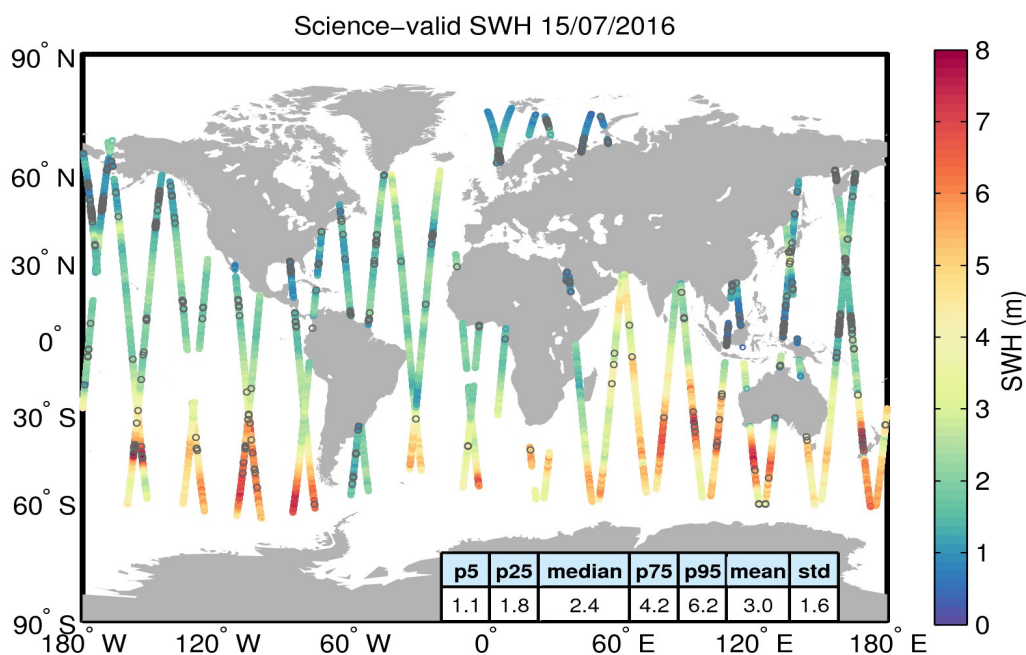 Science−valid SWH 15/07/2016
90° N
60° N
30° N
0°
30° S
60° S
90° S
180° W
120° W
60° W
0°
60° E
120° E
180° E
p5 p25 median p75 p95 mean std
1.1 1.8 2.4 4.2 6.2 3.0 1.6
8
7
6
5
4
3
2
1
0
SWH (m)